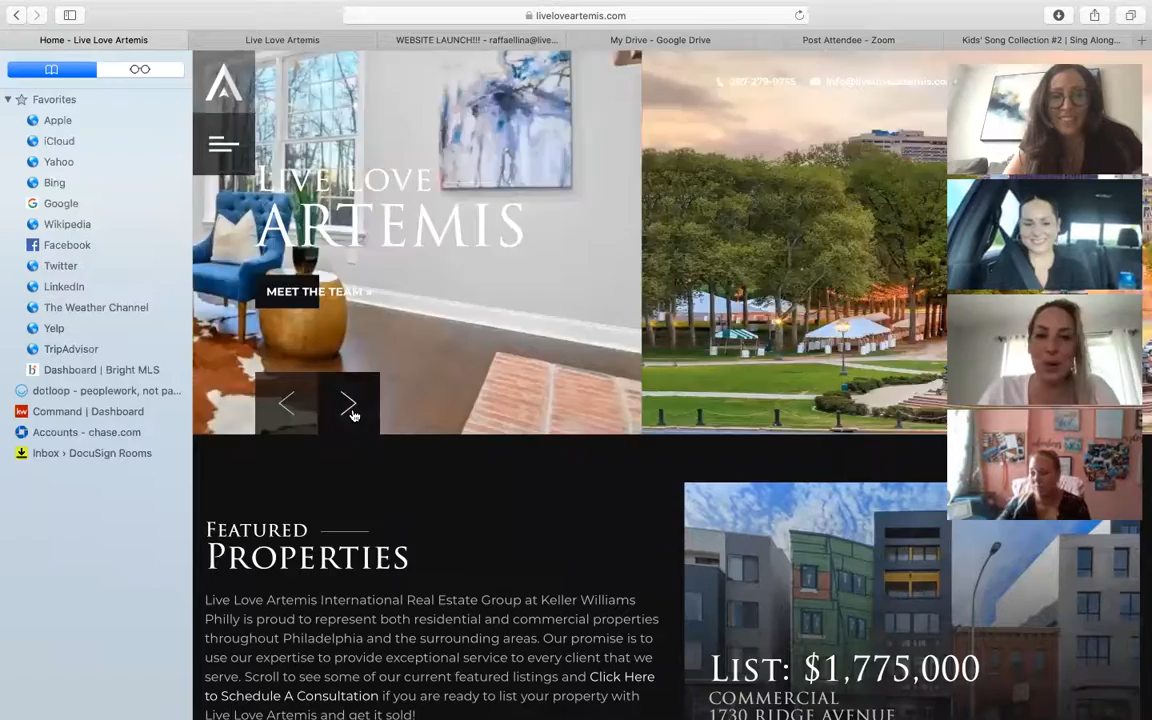 liveloveartemis.com
Home - Live Love Artemis
Live Love Artemis
WEBSITE LAUNCH!!! - raffaellina@live...
My Drive - Google Drive
Post Attendee - Zoom
Kids' Song Collection #2 | Sing Along...
Favorites
Apple
iCloud
Yahoo
Bing
Google
Wikipedia
Facebook
Twitter
LinkedIn
The Weather Channel
Yelp
TripAdvisor
Dashboard | Bright MLS
dotloop - peoplework, not pa...
Command | Dashboard
Accounts - chase.com
Inbox › DocuSign Rooms
LIVE LOVE
ARTEMIS
MEET THE TEAM »
FEATURED
PROPERTIES
Live Love Artemis International Real Estate Group at Keller Williams
Philly is proud to represent both residential and commercial properties
throughout Philadelphia and the surrounding areas. Our promise is to
use our expertise to provide exceptional service to every client that we
serve. Scroll to see some of our current featured listings and Click Here
to Schedule A Consultation if you are ready to list your property with
Live Love Artemis and get it sold!
LIST: $1,775,000
COMMERCIAL
1730 RIDGE AVENUE